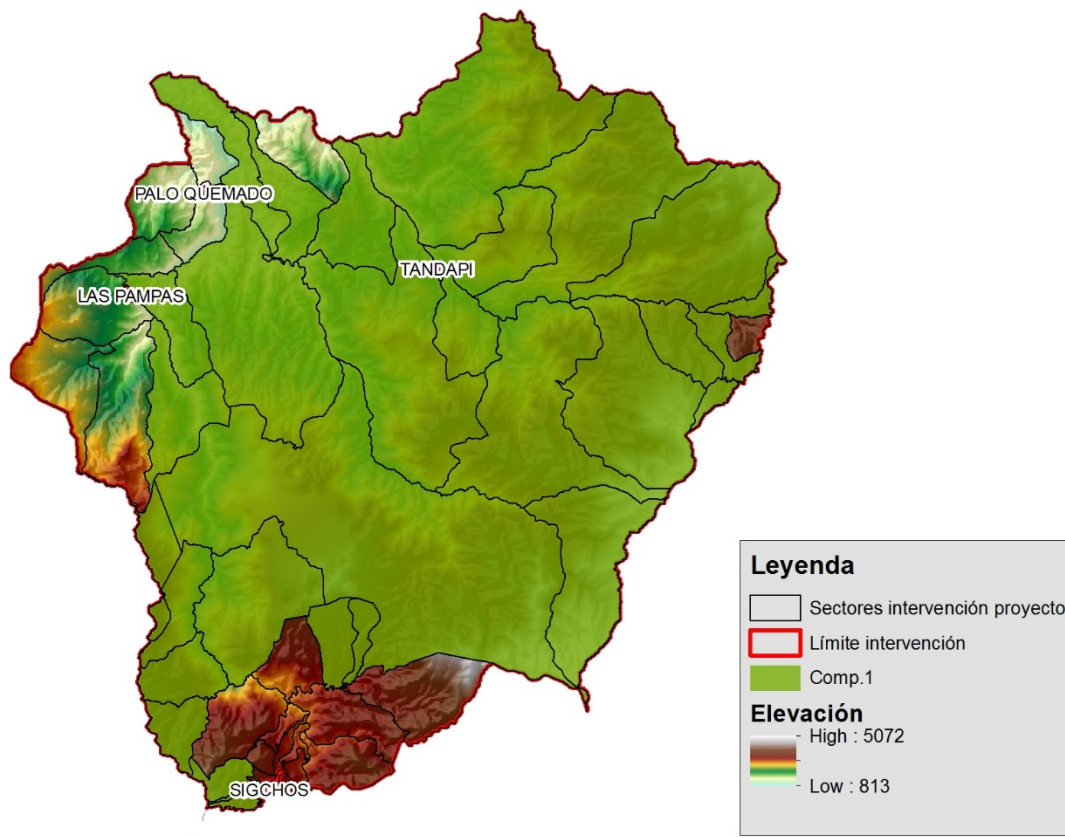 PALO QUEMADO
TANDAPI
LAS PAMPAS
SIGCHOS
Leyenda
Sectores intervención proyecto
Límite intervención
Comp.1
Elevación
High : 5072
Low : 813